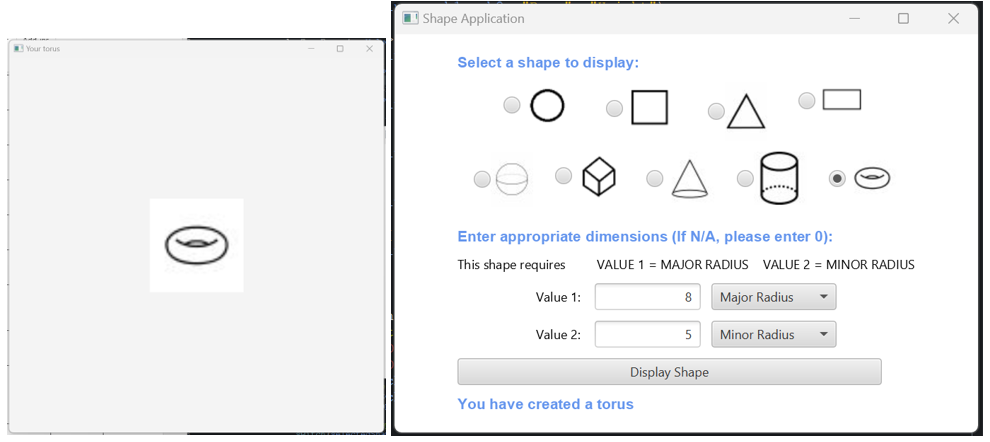 Your torus
Shape Application
Select a shape to display:
Enter appropriate dimensions (If N/A, please enter 0):
This shape requires VALUE 1 = MAJOR RADIUS VALUE 2 = MINOR RADIUS
Value 1: 8 Major Radius
Value 2: 5 Minor Radius
Display Shape
You have created a torus